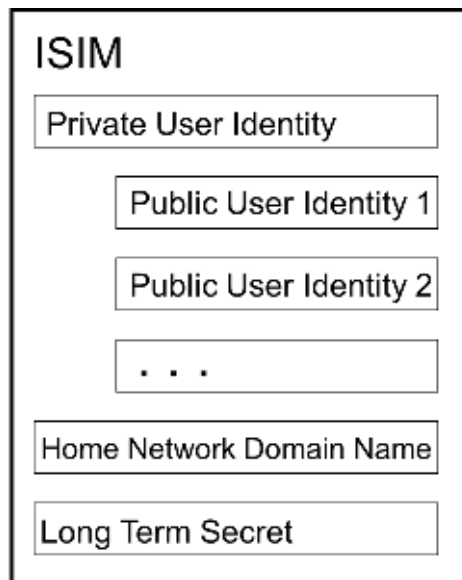 ISIM
Private User Identity
Public User Identity 1
Public User Identity 2
. . .
Home Network Domain Name
Long Term Secret